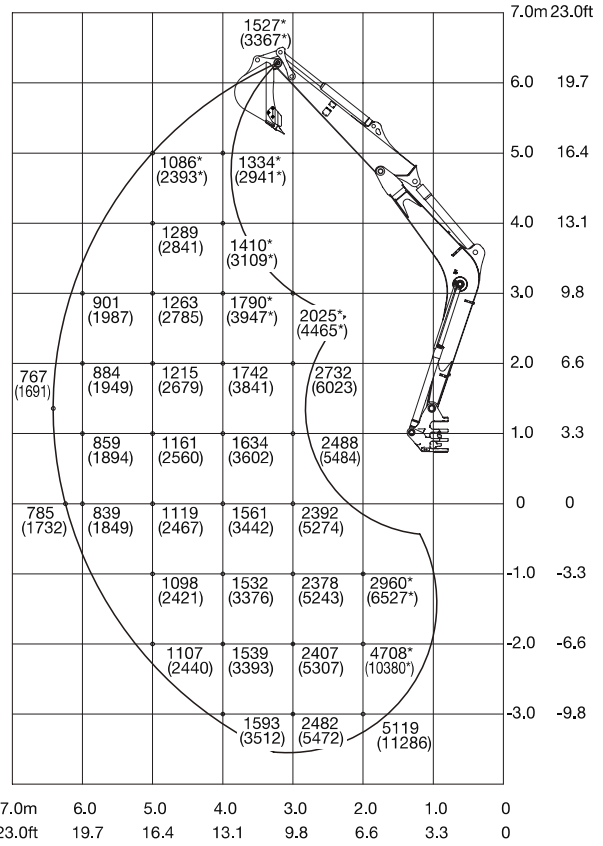 7.0m 23.0ft
1527*
(3367*)
6.0 19.7
1086* 1334* 5.0 16.4
(2393*) (2941*)
1289 1410* 4.0 13.1
(2841) (3109*)
901 1263 1790* 2025* 3.0 9.8
(1987) (2785) (3947*) (4465*)
767 884 1215 1742 2732 2.0 6.6
(1691) (1949) (2679) (3841) (6023)
859 1161 1634 2488 1.0 3.3
(1894) (2560) (3602) (5484)
785 839 1119 1561 2392 0 0
(1732) (1849) (2467) (3442) (5274)
1098 1532 2378 2960* -1.0 -3.3
(2421) (3376) (5243) (6527*)
1107 1539 2407 4708* -2.0 -6.6
(2440) (3393) (5307) (10380*)
1593 2482 5119 -3.0 -9.8
(3512) (5472) (11286)
7.0m 6.0 5.0 4.0 3.0 2.0 1.0 0
23.0ft 19.7 16.4 13.1 9.8 6.6 3.3 0